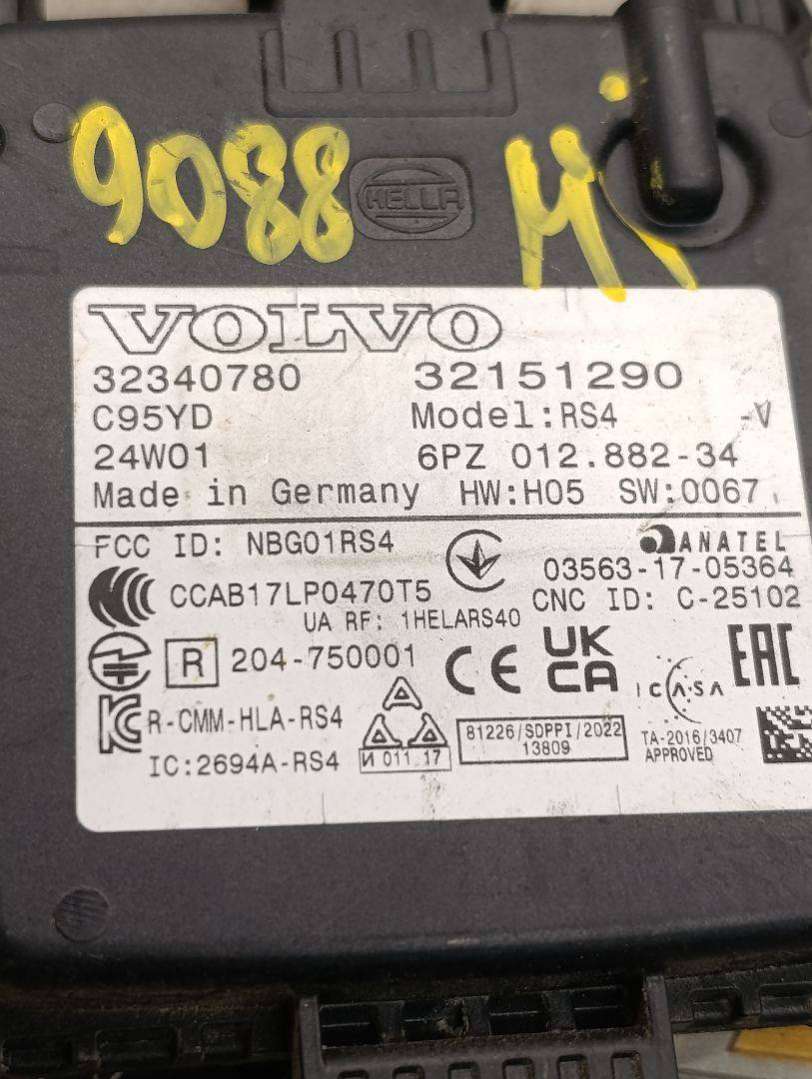 9088
HELLA
VOLVO
32340780 32151290
C95YD Model:RS4 -V
24W01 6PZ 012.882-34
Made in Germany HW:H05 SW:0067
FCC ID: NBG01RS4 ANATEL
CCAB17LP0470T5 03563-17-05364
UA RF: 1HELARS40 CNC ID: C-25102
R 204-750001 CE UK CA EAC
ICASA
R-CMM-HLA-RS4 81226/SDPPI/2022 TA-2016/3407
13809 APPROVED
IC:2694A-RS4 И 011 17